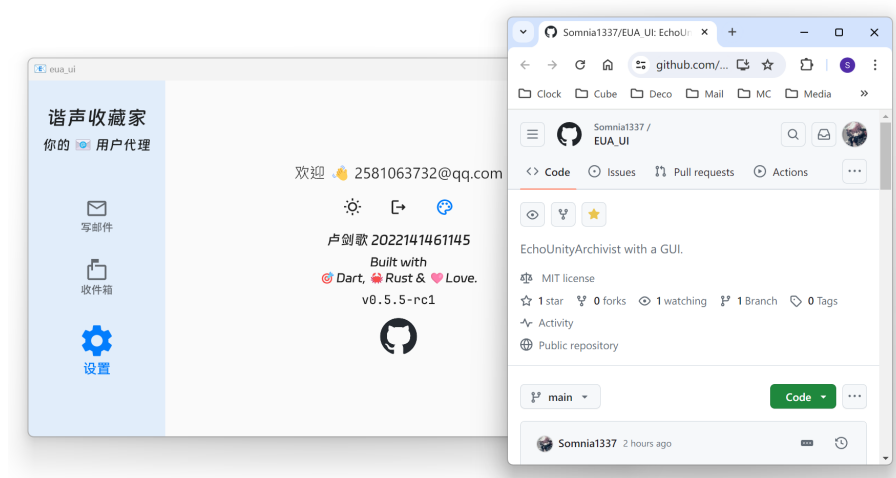 eua_ui
谐声收藏家
你的 📧 用户代理
写邮件
收件箱
设置
欢迎 👋 2581063732@qq.com
卢剑歌 2022141461145
Built with
🎯 Dart, 🦀 Rust & 💗 Love.
v0.5.5-rc1
Somnia1337/EUA_UI: EchoUn
github.com/...
S
Clock
Cube
Deco
Mail
MC
Media
Somnia1337 /
EUA_UI
Code
Issues
Pull requests
Actions
EchoUnityArchivist with a GUI.
MIT license
1 star
0 forks
1 watching
1 Branch
0 Tags
Activity
Public repository
main
Code
Somnia1337 2 hours ago